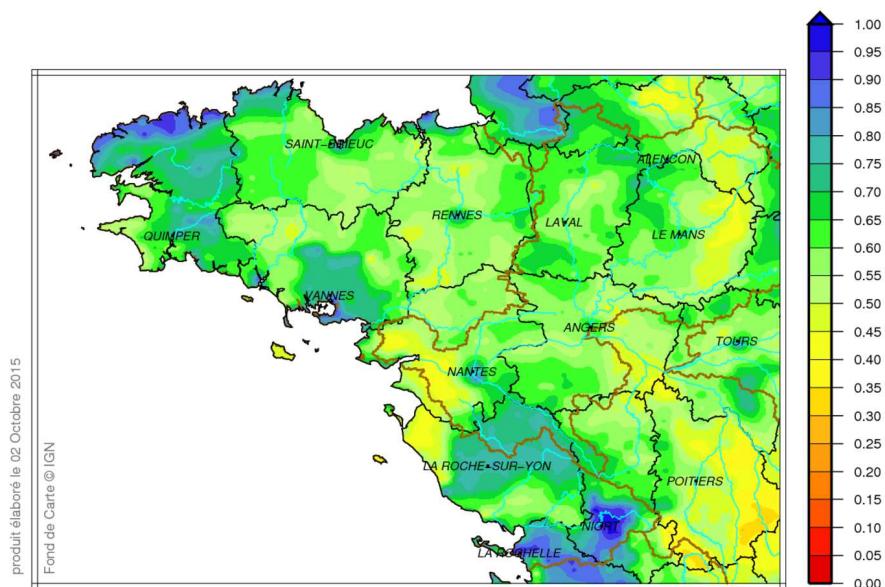 1.00
0.95
0.90
0.85
0.80
0.75
0.70
0.65
0.60
0.55
0.50
0.45
0.40
0.35
0.30
0.25
0.20
0.15
0.10
0.05
0.00
SAINT-BRIEUC
ALENCON
RENNES
LAVAL
LE MANS
QUIMPER
VANNES
ANGERS
TOURS
NANTES
LA ROCHE-SUR-YON
POITIERS
NIORT
LA ROCHELLE
produit élaboré le 02 Octobre 2015
Fond de Carte © IGN